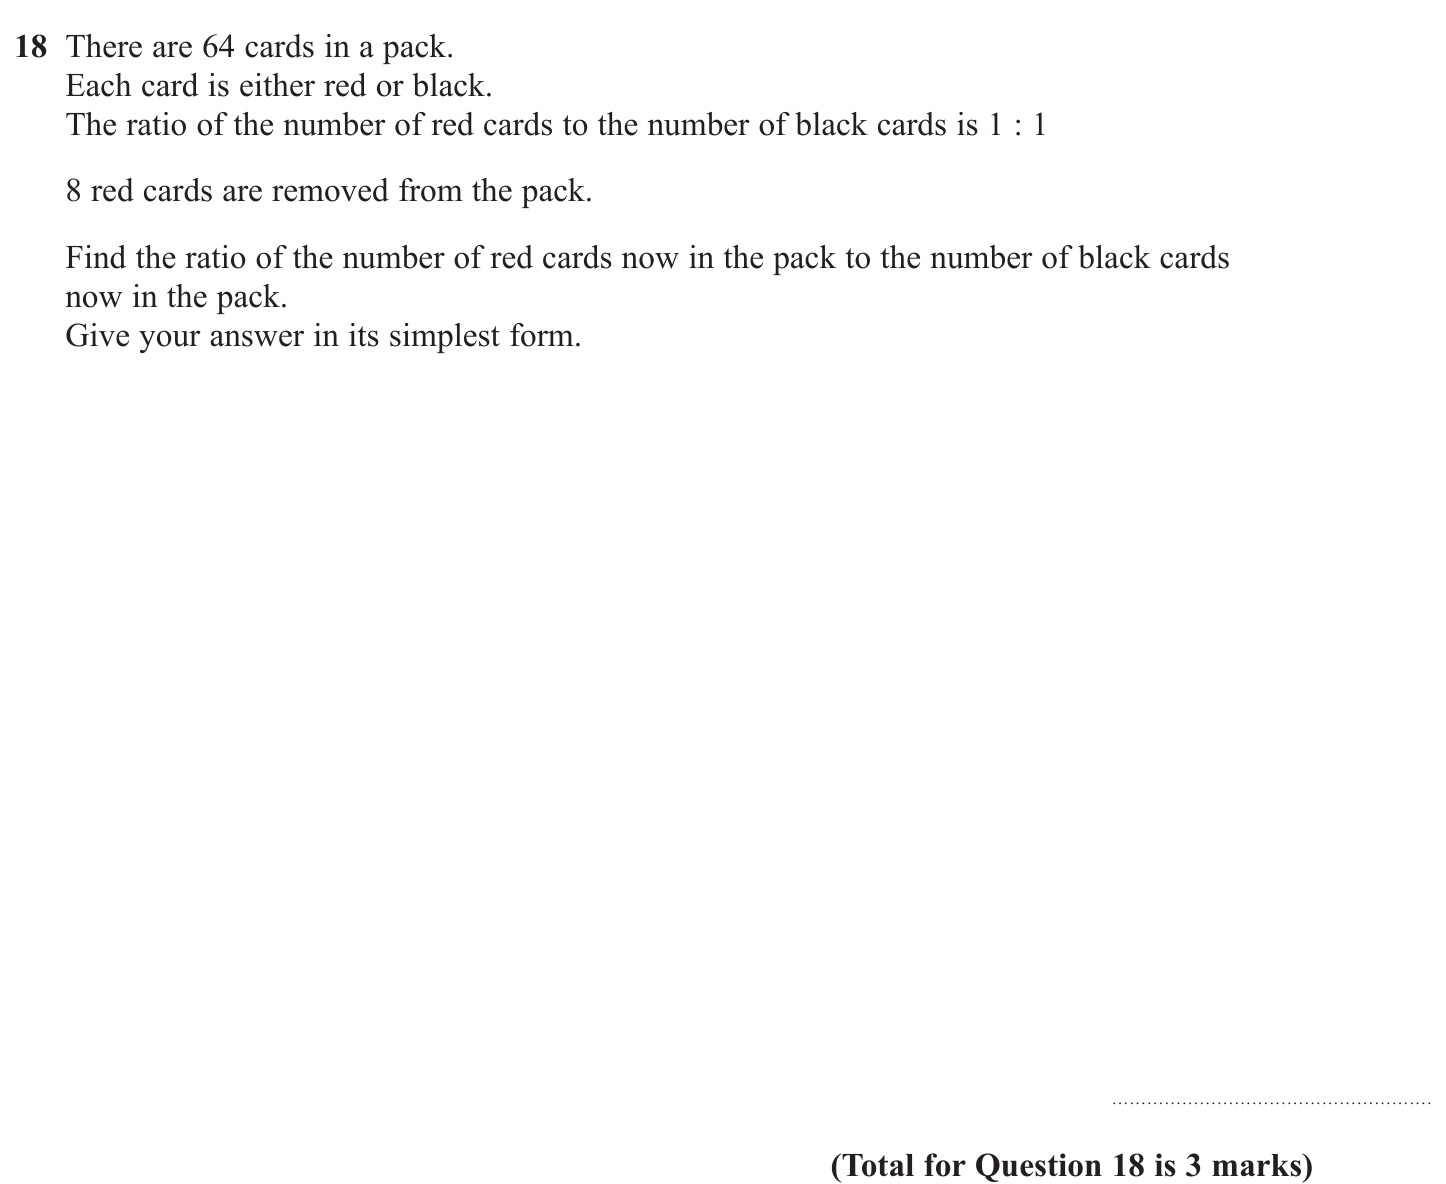 18 There are 64 cards in a pack.
Each card is either red or black.
The ratio of the number of red cards to the number of black cards is 1 : 1
8 red cards are removed from the pack.
Find the ratio of the number of red cards now in the pack to the number of black cards
now in the pack.
Give your answer in its simplest form.
(Total for Question 18 is 3 marks)